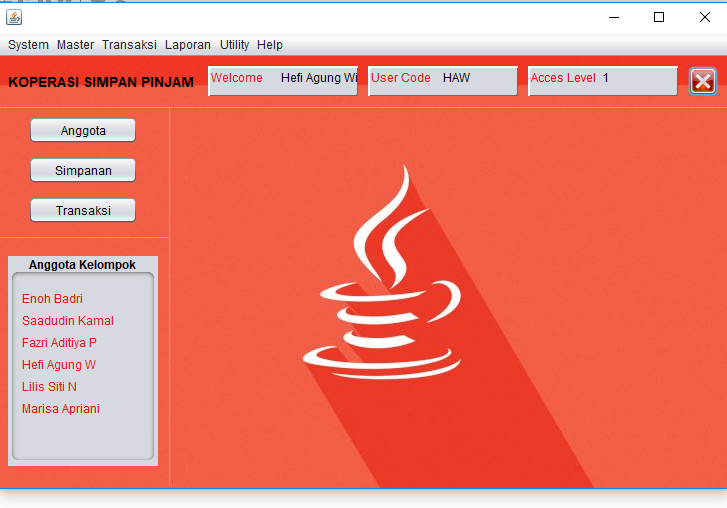 System Master Transaksi Laporan Utility Help
KOPERASI SIMPAN PINJAM Welcome Hefi Agung Wi User Code HAW Acces Level 1
Anggota
Simpanan
Transaksi
Anggota Kelompok
Enoh Badri
Saadudin Kamal
Fazri Aditiya P
Hefi Agung W
Lilis Siti N
Marisa Apriani